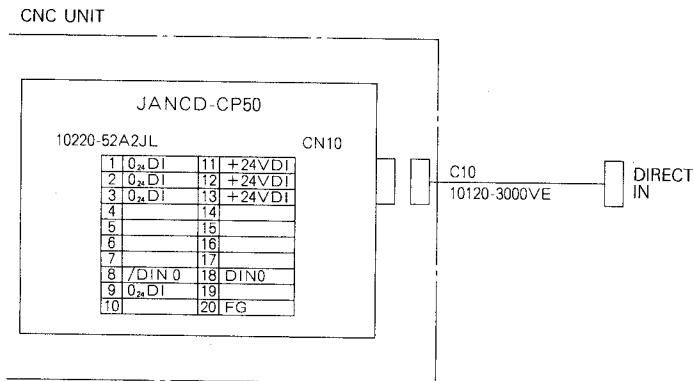 CNC UNIT
JANCD-CP50
10220-52A2JL CN10
1 0₂₄DI 11 +24VDI
2 0₂₄DI 12 +24VDI
3 0₂₄DI 13 +24VDI
4 14
5 15
6 16
7 17
8 /DIN 0 18 DIN0
9 0₂₄DI 19
10 20 FG
C10
10120-3000VE
DIRECT
IN